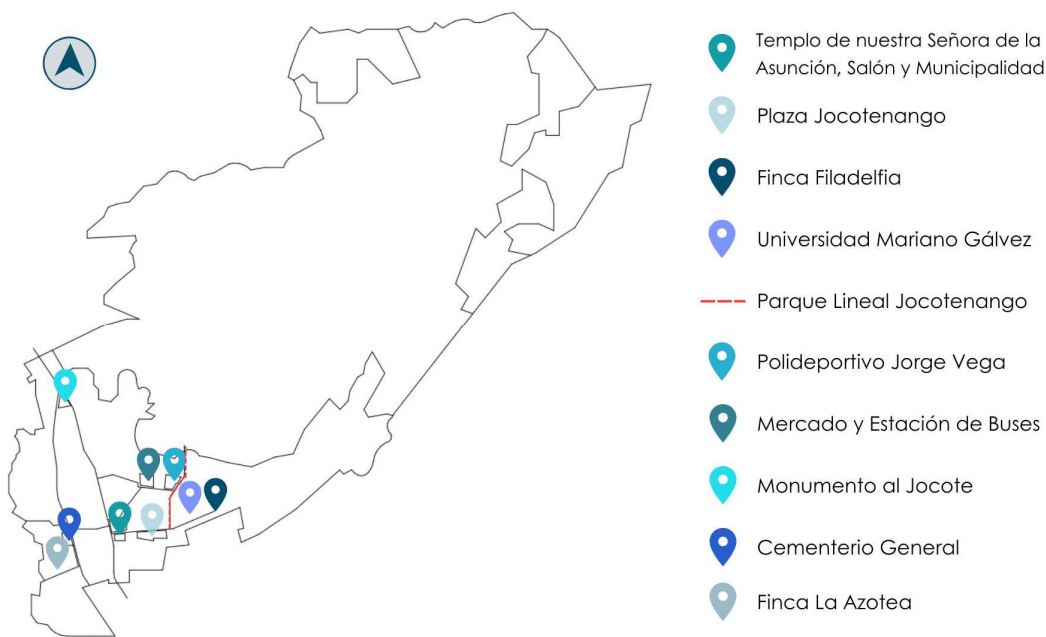 Templo de nuestra Señora de la
Asunción, Salón y Municipalidad
Plaza Jocotenango
Finca Filadelfia
Universidad Mariano Gálvez
Parque Lineal Jocotenango
Polideportivo Jorge Vega
Mercado y Estación de Buses
Monumento al Jocote
Cementerio General
Finca La Azotea